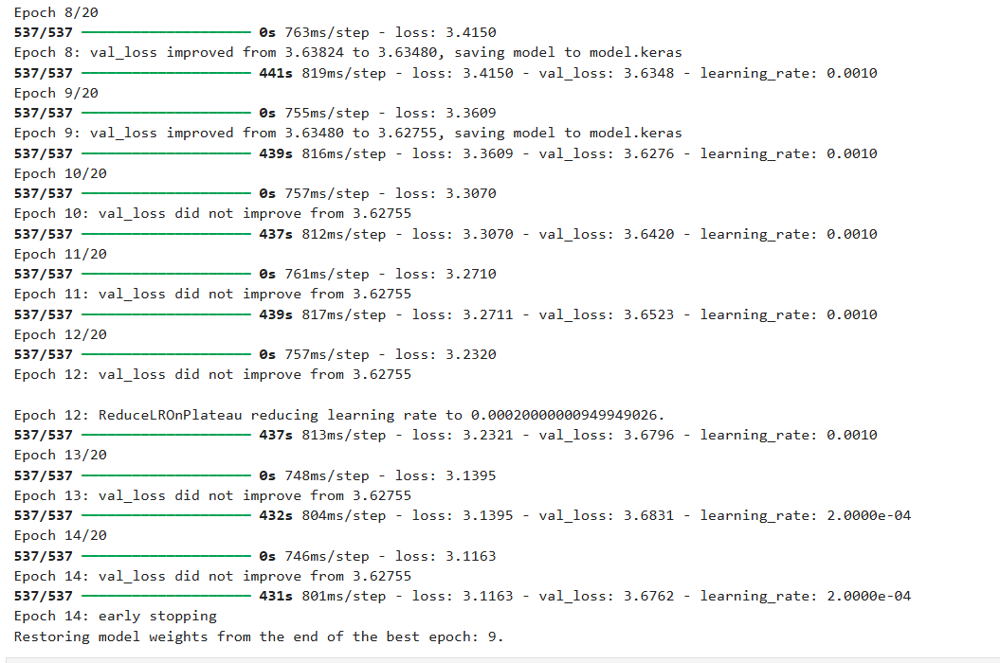 Epoch 8/20
537/537 ━━━━━━━━━━━━━━━━━━━━ 0s 763ms/step - loss: 3.4150
Epoch 8: val_loss improved from 3.63824 to 3.63480, saving model to model.keras
537/537 ━━━━━━━━━━━━━━━━━━━━ 441s 819ms/step - loss: 3.4150 - val_loss: 3.6348 - learning_rate: 0.0010
Epoch 9/20
537/537 ━━━━━━━━━━━━━━━━━━━━ 0s 755ms/step - loss: 3.3609
Epoch 9: val_loss improved from 3.63480 to 3.62755, saving model to model.keras
537/537 ━━━━━━━━━━━━━━━━━━━━ 439s 816ms/step - loss: 3.3609 - val_loss: 3.6276 - learning_rate: 0.0010
Epoch 10/20
537/537 ━━━━━━━━━━━━━━━━━━━━ 0s 757ms/step - loss: 3.3070
Epoch 10: val_loss did not improve from 3.62755
537/537 ━━━━━━━━━━━━━━━━━━━━ 437s 812ms/step - loss: 3.3070 - val_loss: 3.6420 - learning_rate: 0.0010
Epoch 11/20
537/537 ━━━━━━━━━━━━━━━━━━━━ 0s 761ms/step - loss: 3.2710
Epoch 11: val_loss did not improve from 3.62755
537/537 ━━━━━━━━━━━━━━━━━━━━ 439s 817ms/step - loss: 3.2711 - val_loss: 3.6523 - learning_rate: 0.0010
Epoch 12/20
537/537 ━━━━━━━━━━━━━━━━━━━━ 0s 757ms/step - loss: 3.2320
Epoch 12: val_loss did not improve from 3.62755
Epoch 12: ReduceLROnPlateau reducing learning rate to 0.00020000000949949026.
537/537 ━━━━━━━━━━━━━━━━━━━━ 437s 813ms/step - loss: 3.2321 - val_loss: 3.6796 - learning_rate: 0.0010
Epoch 13/20
537/537 ━━━━━━━━━━━━━━━━━━━━ 0s 748ms/step - loss: 3.1395
Epoch 13: val_loss did not improve from 3.62755
537/537 ━━━━━━━━━━━━━━━━━━━━ 432s 804ms/step - loss: 3.1395 - val_loss: 3.6831 - learning_rate: 2.0000e-04
Epoch 14/20
537/537 ━━━━━━━━━━━━━━━━━━━━ 0s 746ms/step - loss: 3.1163
Epoch 14: val_loss did not improve from 3.62755
537/537 ━━━━━━━━━━━━━━━━━━━━ 431s 801ms/step - loss: 3.1163 - val_loss: 3.6762 - learning_rate: 2.0000e-04
Epoch 14: early stopping
Restoring model weights from the end of the best epoch: 9.